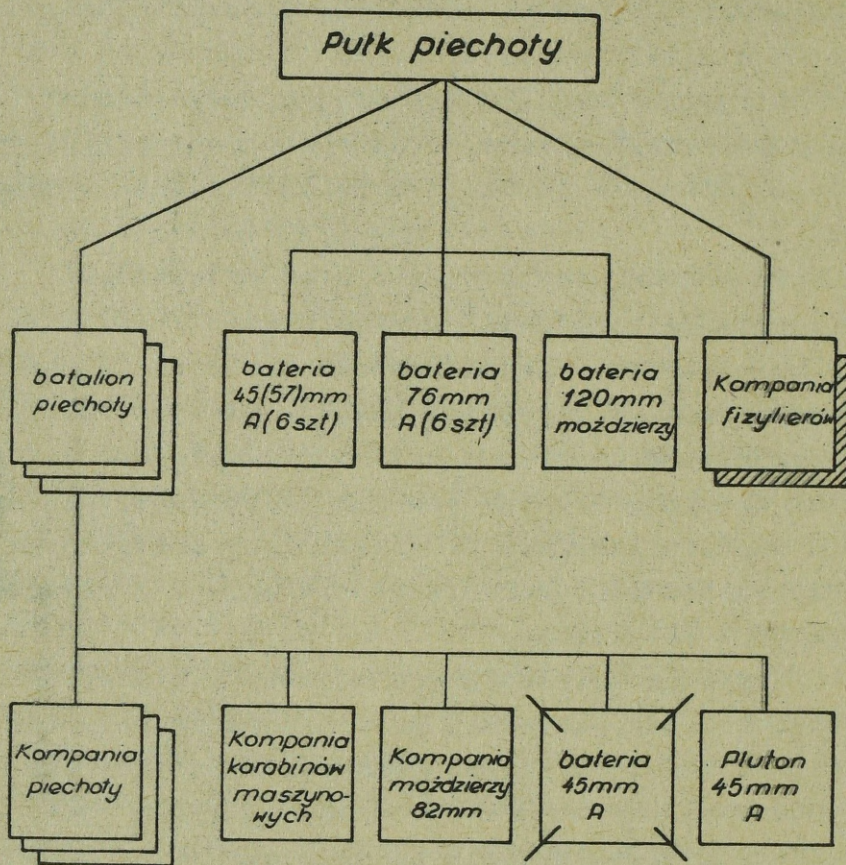 Pułk piechoty
batalion
piechoty
bateria
45(57)mm
A(6szt)
bateria
76mm
A(6szt)
bateria
120mm
moździerzy
Kompania
fizylierów
Kompania
piechoty
Kompania
karabinów
maszyno-
wych
Kompania
moździerzy
82mm
bateria
45mm
A
Pluton
45mm
A